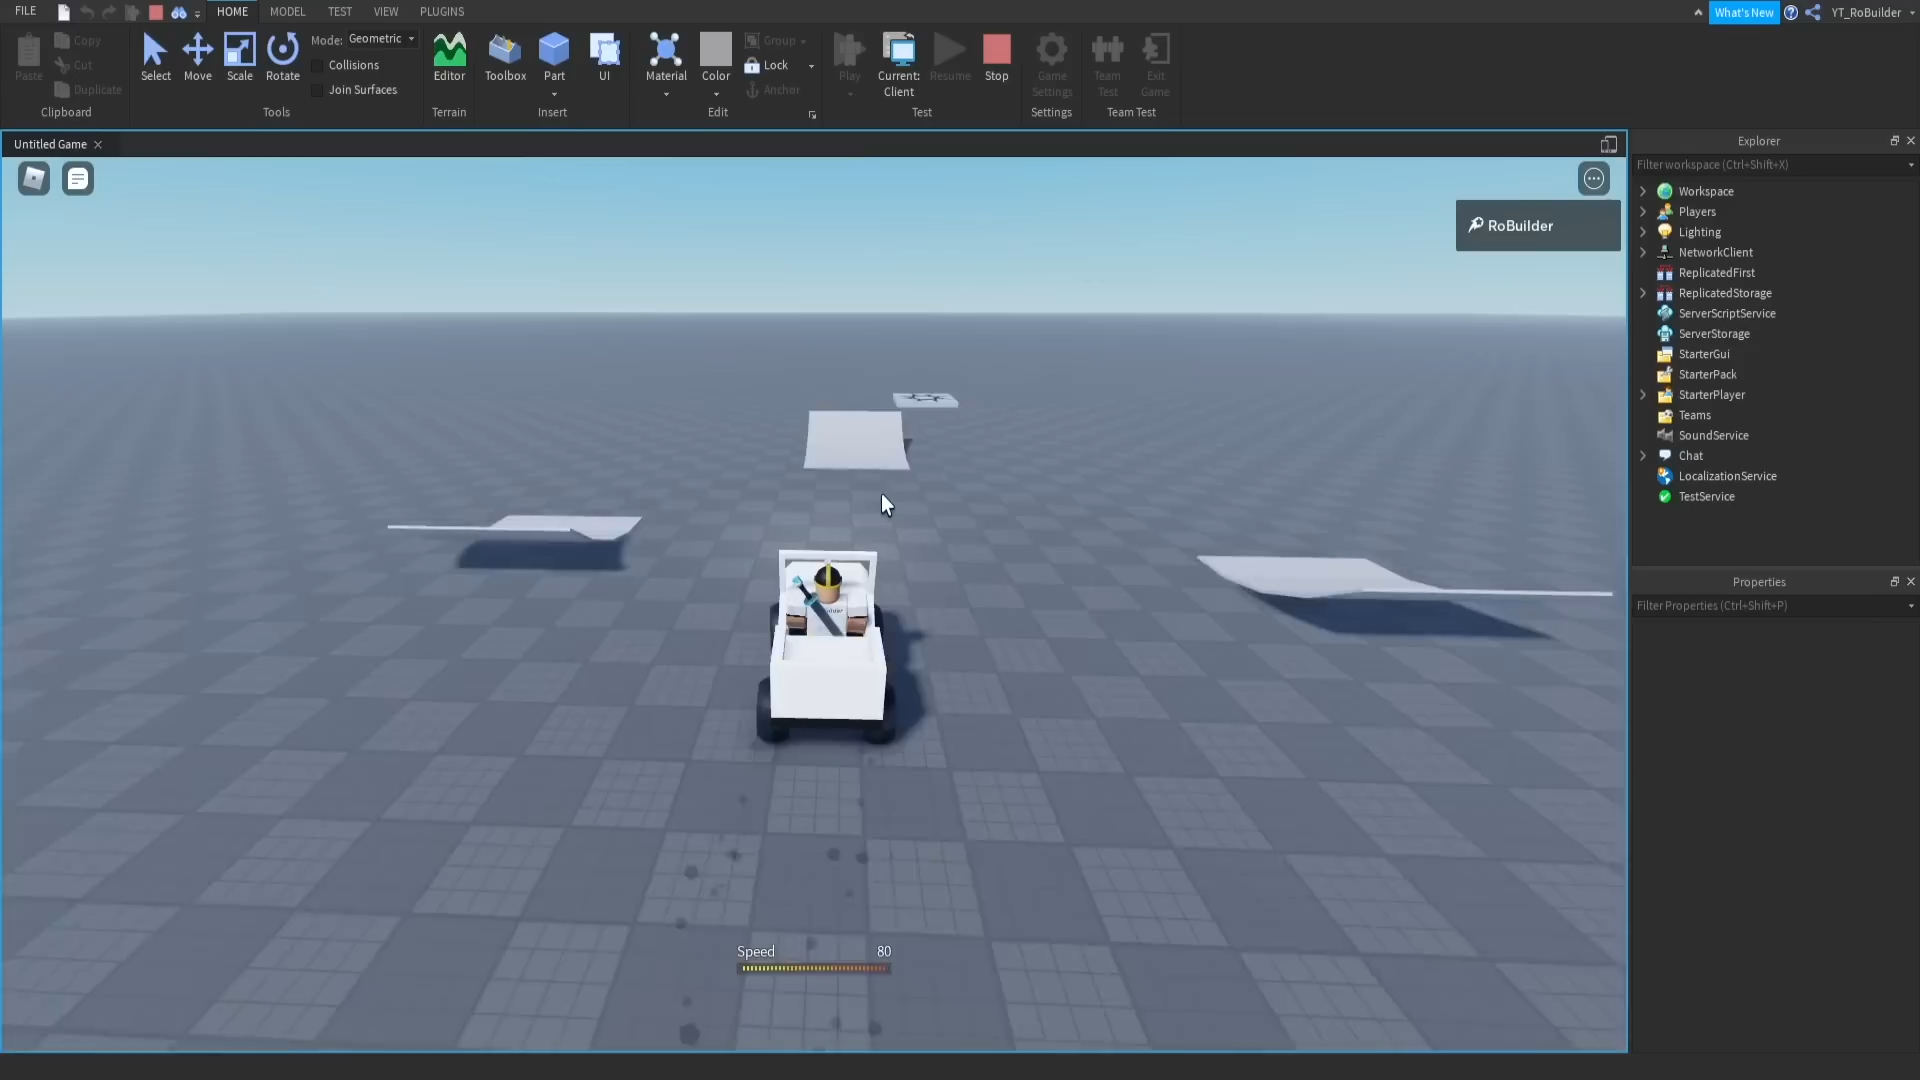 FILE
HOME
MODEL
TEST
VIEW
PLUGINS
What's New
YT_RoBuilder
Paste
Copy
Cut
Duplicate
Clipboard
Select
Move
Scale
Rotate
Mode: Geometric
Collisions
Join Surfaces
Tools
Editor
Terrain
Toolbox
Part
UI
Insert
Material
Color
Group
Lock
Anchor
Edit
Play
Current:
Client
Resume
Stop
Test
Game
Settings
Settings
Team
Test
Exit
Game
Team Test
Untitled Game
RoBuilder
Speed 80
Explorer
Filter workspace (Ctrl+Shift+X)
Workspace
Players
Lighting
NetworkClient
ReplicatedFirst
ReplicatedStorage
ServerScriptService
ServerStorage
StarterGui
StarterPack
StarterPlayer
Teams
SoundService
Chat
LocalizationService
TestService
Properties
Filter Properties (Ctrl+Shift+P)